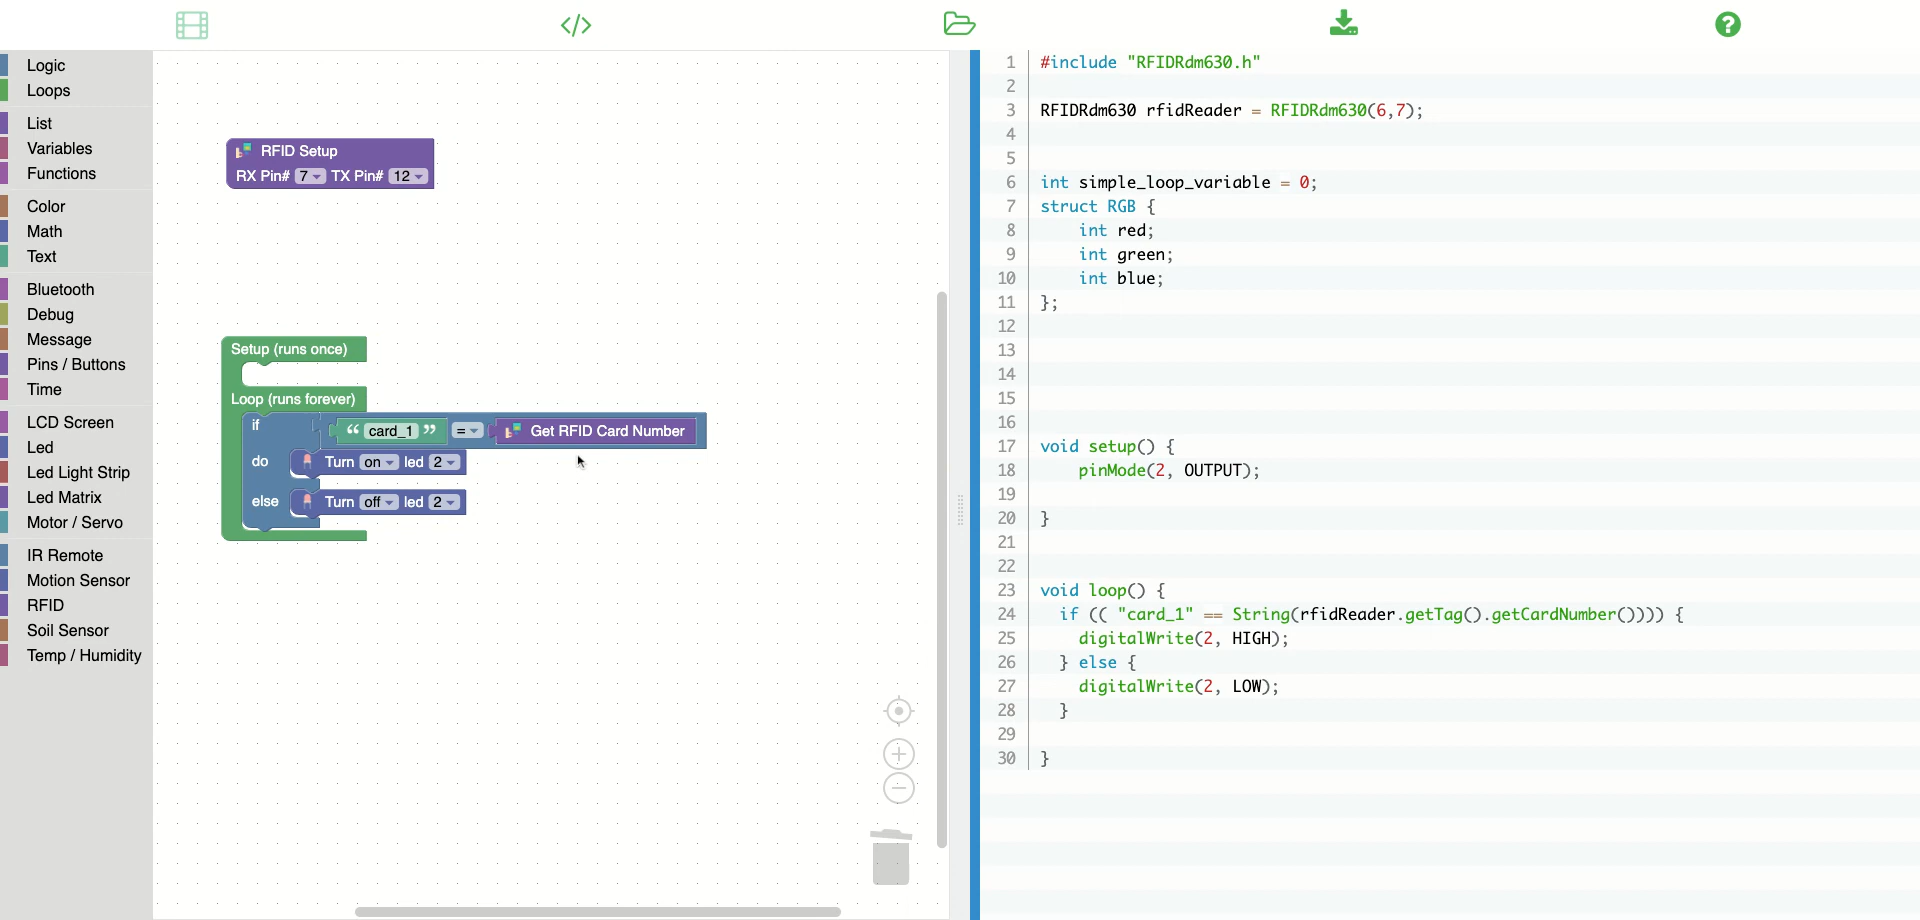 Logic
Loops
List
Variables
Functions
Color
Math
Text
Bluetooth
Debug
Message
Pins / Buttons
Time
LCD Screen
Led
Led Light Strip
Led Matrix
Motor / Servo
IR Remote
Motion Sensor
RFID
Soil Sensor
Temp / Humidity
RFID Setup
RX Pin# 7 TX Pin# 12
Setup (runs once)
Loop (runs forever)
if “ card_1 ” = Get RFID Card Number
do Turn on led 2
else Turn off led 2
1 #include "RFIDRdm630.h"
2
3 RFIDRdm630 rfidReader = RFIDRdm630(6,7);
4
5
6 int simple_loop_variable = 0;
7 struct RGB {
8 int red;
9 int green;
10 int blue;
11 };
12
13
14
15
16
17 void setup() {
18 pinMode(2, OUTPUT);
19
20 }
21
22
23 void loop() {
24 if (( "card_1" == String(rfidReader.getTag().getCardNumber()))) {
25 digitalWrite(2, HIGH);
26 } else {
27 digitalWrite(2, LOW);
28 }
29
30 }